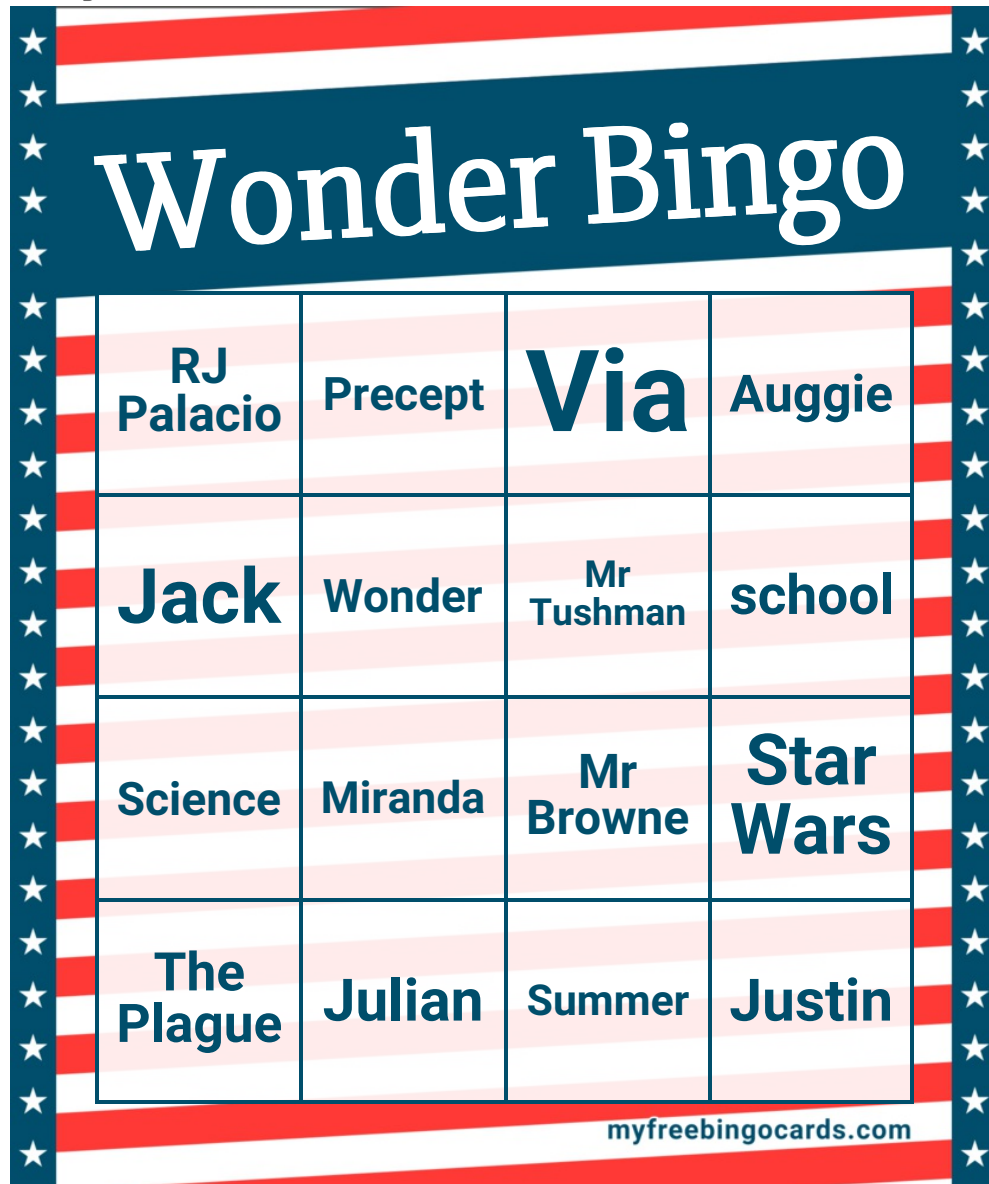 Wonder Bingo
RJ
Palacio
Precept
Via
Auggie
Jack
Wonder
Mr
Tushman
school
Science
Miranda
Mr
Browne
Star
Wars
The
Plague
Julian
Summer
Justin
myfreebingocards.com